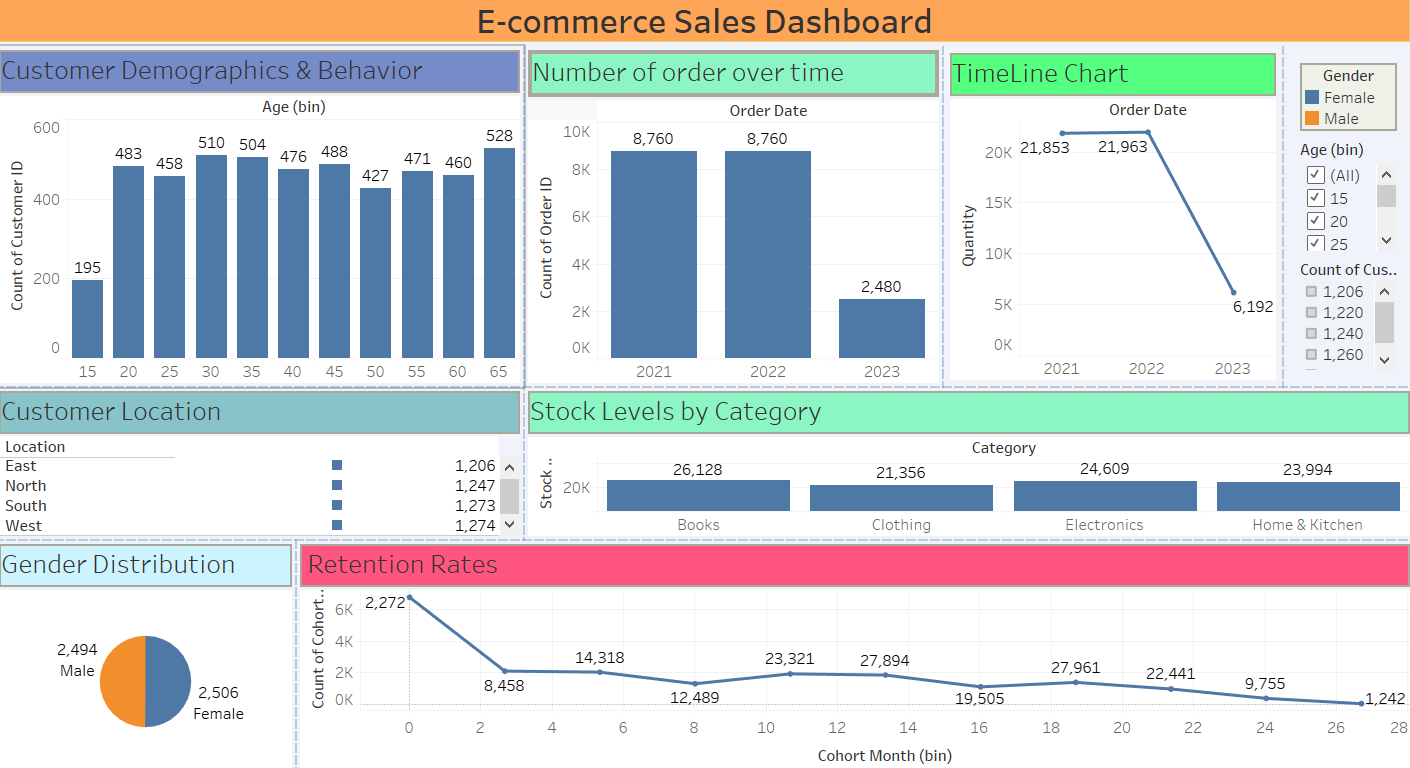 E-commerce Sales Dashboard
Customer Demographics & Behavior
Age (bin)
Count of Customer ID
600
400
200
0
195
483
458
510
504
476
488
427
471
460
528
15 20 25 30 35 40 45 50 55 60 65
Number of order over time
Order Date
Count of Order ID
10K
8K
6K
4K
2K
0K
8,760
8,760
2,480
2021 2022 2023
TimeLine Chart
Order Date
Quantity
20K
15K
10K
5K
0K
21,853
21,963
6,192
2021 2022 2023
Gender
Female
Male
Age (bin)
(All)
15
20
25
Count of Cus..
1,206
1,220
1,240
1,260
Customer Location
Location
East 1,206
North 1,247
South 1,273
West 1,274
Stock Levels by Category
Category
Stock ..
20K
26,128
21,356
24,609
23,994
Books Clothing Electronics Home & Kitchen
Gender Distribution
2,494
Male
2,506
Female
Retention Rates
Count of Cohort..
6K
4K
2K
0K
2,272
8,458
14,318
12,489
23,321
27,894
19,505
27,961
22,441
9,755
1,242
0 2 4 6 8 10 12 14 16 18 20 22 24 26 28
Cohort Month (bin)